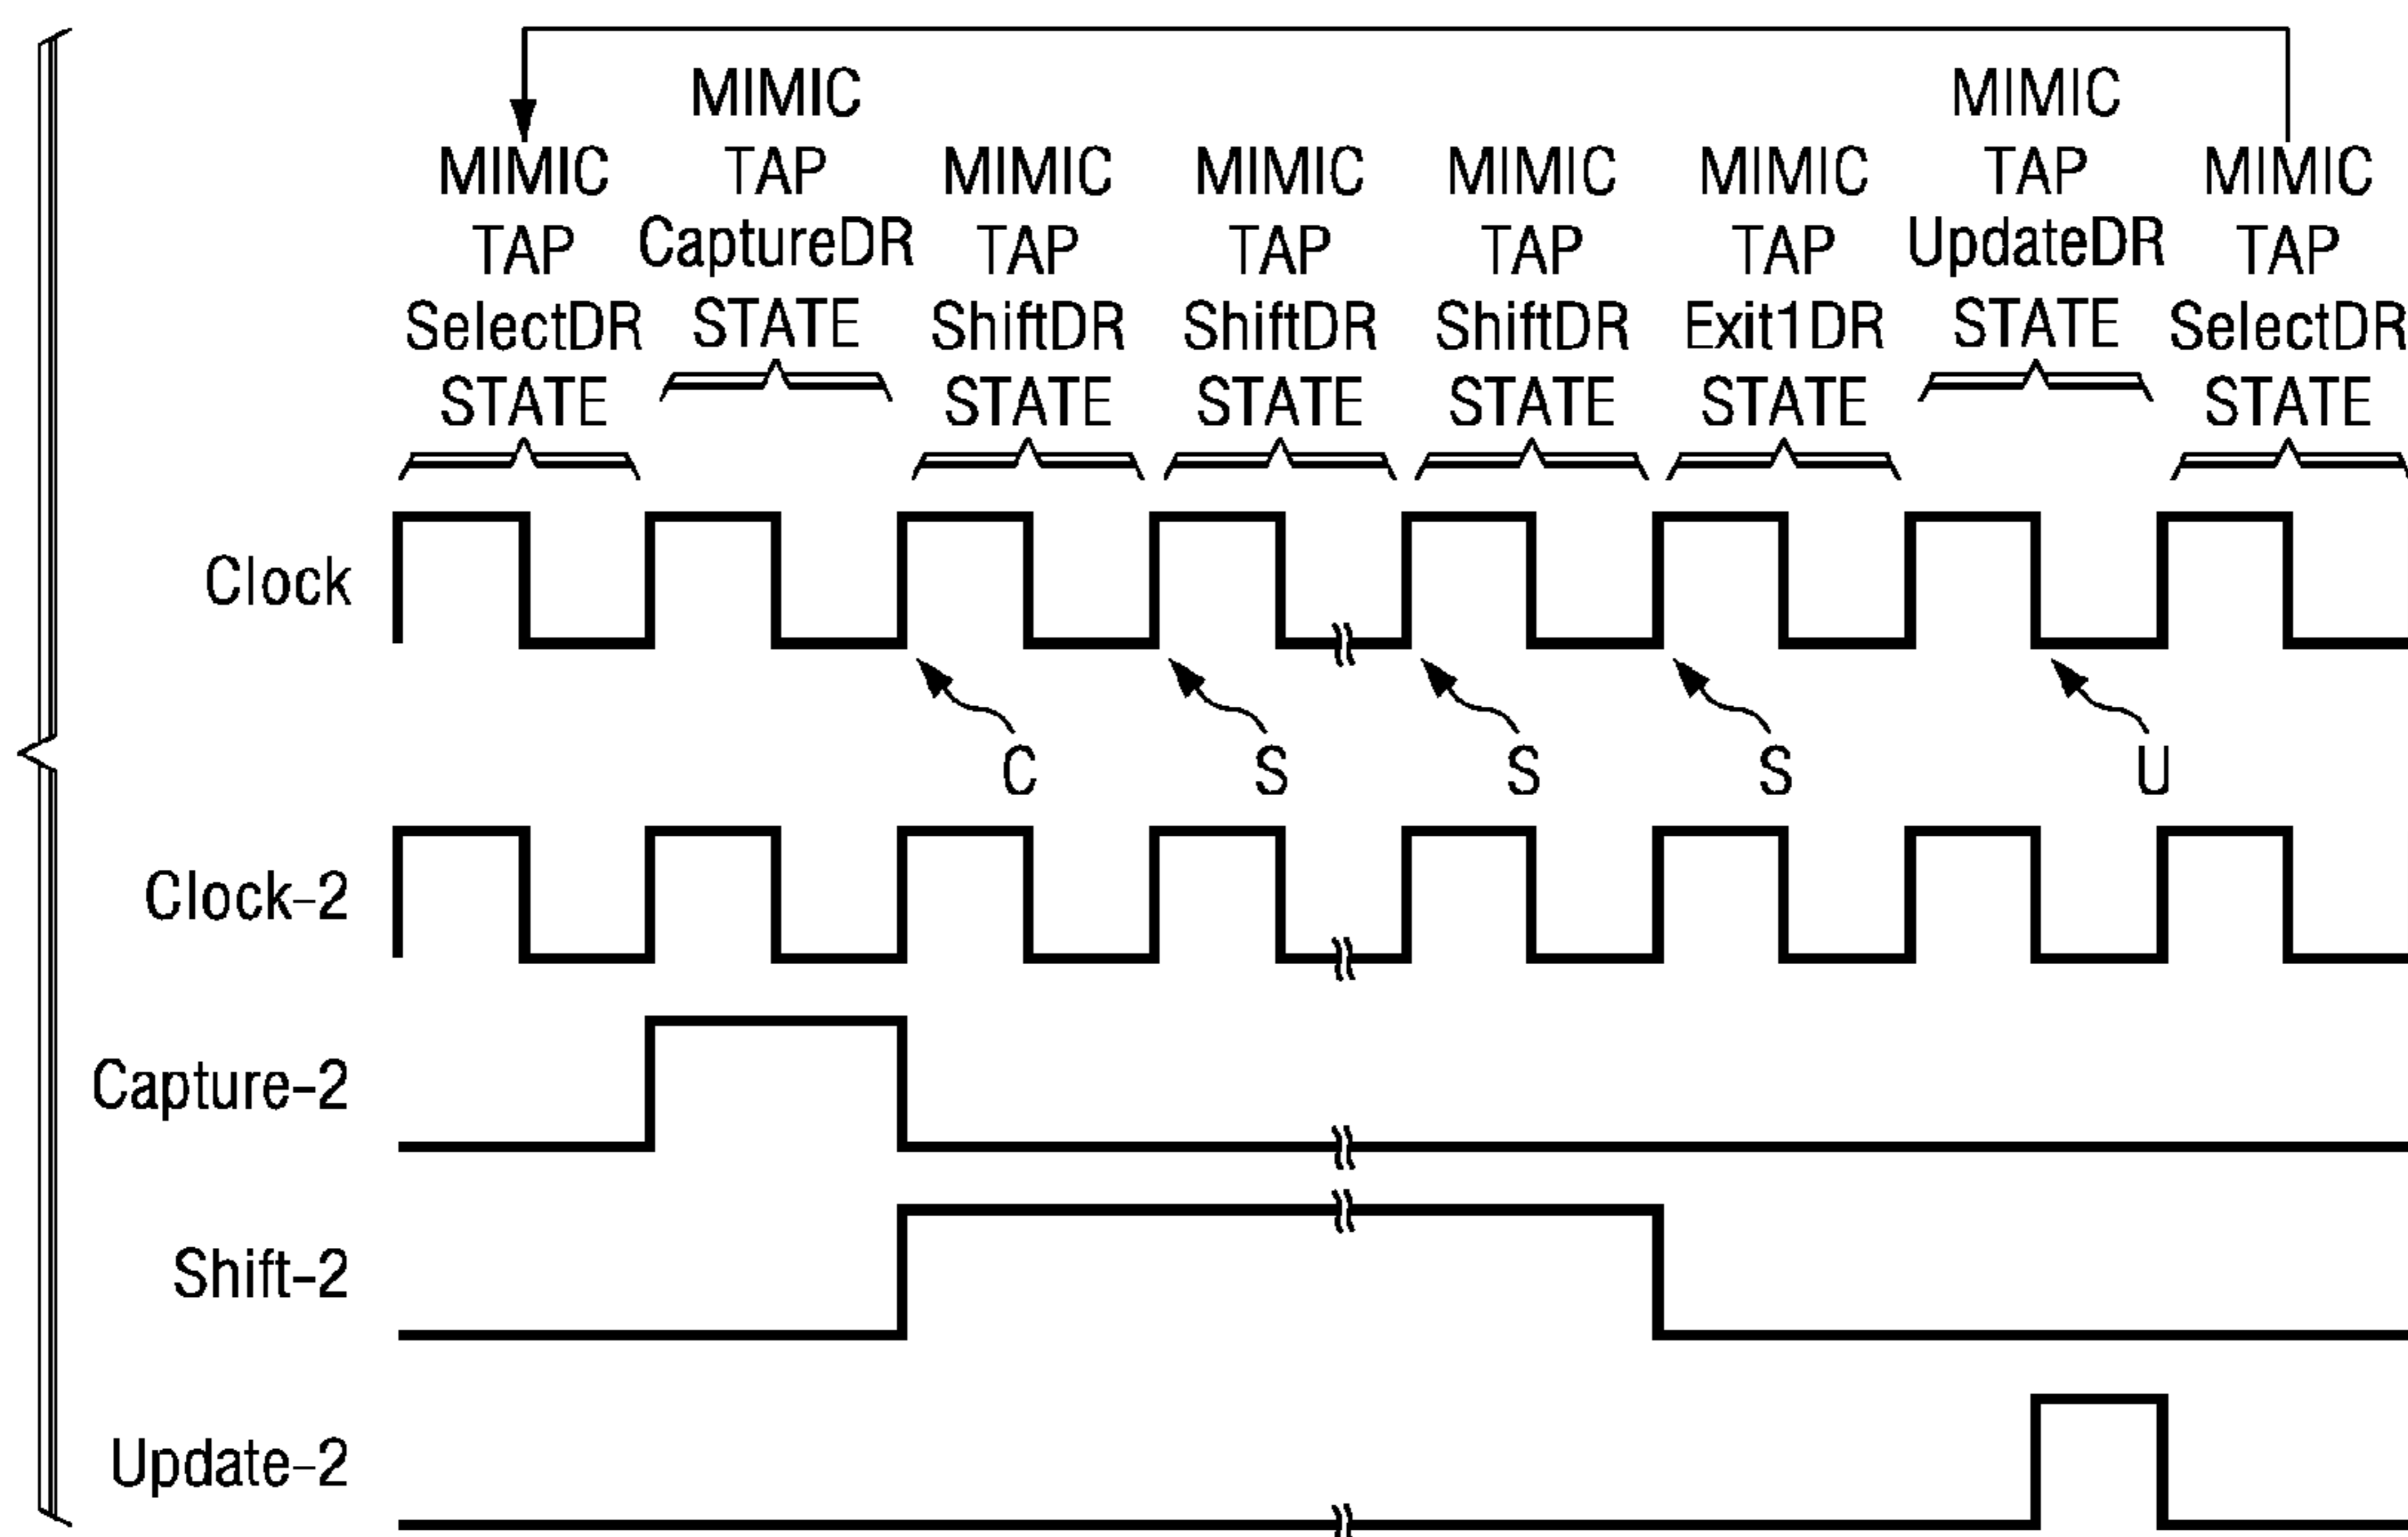 MIMIC
TAP
SelectDR
STATE
MIMIC
TAP
CaptureDR
STATE
MIMIC
TAP
ShiftDR
STATE
MIMIC
TAP
ShiftDR
STATE
MIMIC
TAP
ShiftDR
STATE
MIMIC
TAP
Exit1DR
STATE
MIMIC
TAP
UpdateDR
STATE
MIMIC
TAP
SelectDR
STATE
Clock
C
S
S
S
U
Clock-2
Capture-2
Shift-2
Update-2